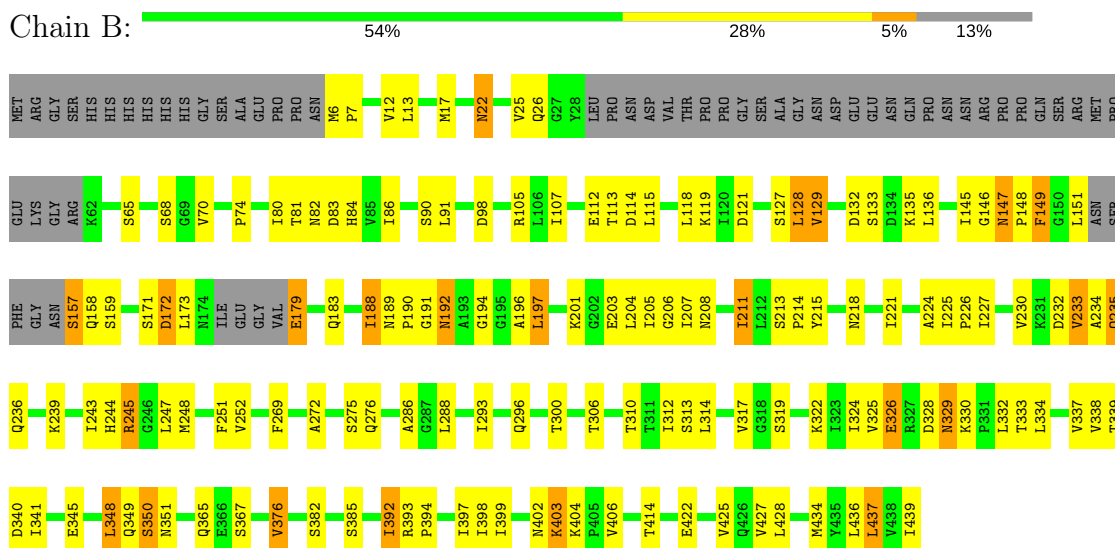 Chain B:
54% 28% 5% 13%
MET ARG GLY SER HIS HIS HIS HIS HIS HIS GLY SER ALA GLU PRO PRO ASN M6 P7 V12 L13 M17 N22 V25 Q26 G27 Y28 LEU PRO ASN ASP VAL THR PRO PRO GLY SER ALA GLY ASN ASP GLU GLU ASN GLN PRO ASN ASN ARG PRO PRO GLN SER ARG MET PRO
GLU LYS GLY ARG K62 S65 S68 G69 V70 P74 I80 T81 N82 D83 H84 V85 I86 S90 L91 D98 R105 L106 I107 E112 T113 D114 L115 L118 K119 I120 D121 S127 L128 V129 D132 S133 D154 K135 L136 I145 G146 N147 P148 F149 G150 L151 ASN SER
PHE GLY ASN S157 Q158 S159 S171 D172 L173 N174 ILE GLU GLY VAL E179 Q183 I188 N189 P190 G191 N192 A193 G194 G195 A196 L197 K201 G202 E203 L204 I205 G206 I207 N208 I211 L212 S213 P214 Y215 N218 I221 A224 I225 P226 I227 V230 K231 D232 V233 A234 Q235
Q236 K239 I243 H244 R245 G246 L247 M248 F251 V252 F269 A272 S275 Q276 A286 G287 L288 I293 Q296 T300 T306 T310 T311 I312 S313 L314 V317 G318 S319 K322 I323 I324 V325 E326 R327 D328 N329 K330 P331 L332 T333 L334 V337 V338 T339
D340 I341 E345 L348 Q349 S350 N351 Q365 E366 S367 V376 S382 S385 I392 R393 P394 I397 I398 I399 N402 K403 K404 P405 V406 T414 E422 V425 Q426 V427 L428 M434 Y435 L436 L437 V438 I439